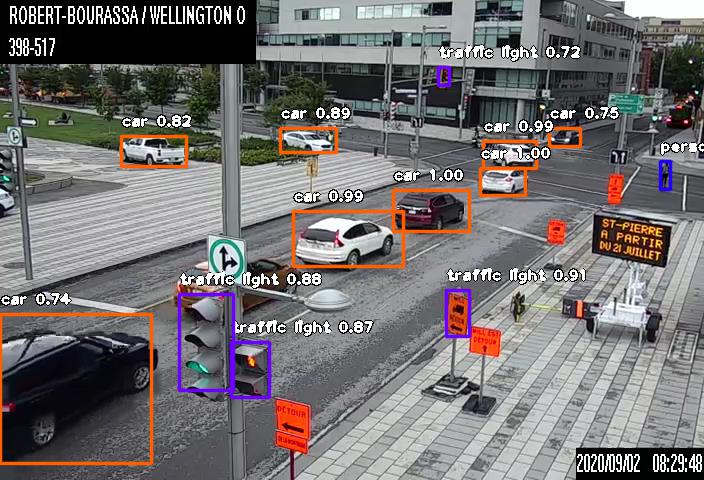 ROBERT-BOURASSA / WELLINGTON O
398-517
traffic light 0.72
car 0.82
car 0.89
car 0.75
car 0.99
car 1.00
perso
car 1.00
car 0.99
ST-PIERRE
À PARTIR
DU 21 JUILLET
traffic light 0.88
traffic light 0.91
car 0.74
traffic light 0.87
DÉTOUR
2020/09/02 08:29:48